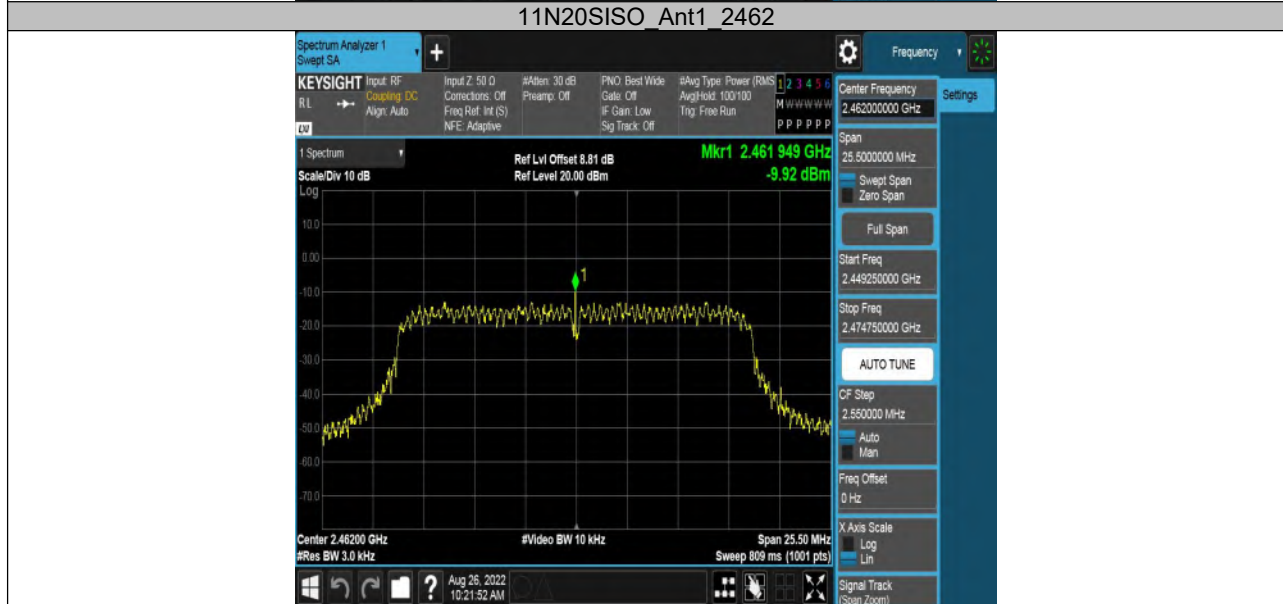 11N20SISO_Ant1_2462
Spectrum Analyzer 1
Swept SA
+
Frequency
KEYSIGHT
RL
LXI
Input: RF
Coupling: DC
Align: Auto
Input Z: 50 Ω
Corrections: Off
Freq Ref: Int (S)
NFE: Adaptive
#Atten: 30 dB
Preamp: Off
PNO: Best Wide
Gate: Off
IF Gain: Low
Sig Track: Off
#Avg Type: Power (RMS
Avg|Hold: 100/100
Trig: Free Run
1 2 3 4 5 6
M W W W W W
P P P P P P
1 Spectrum
Scale/Div 10 dB
Log
Ref Lvl Offset 8.81 dB
Ref Level 20.00 dBm
Mkr1 2.461 949 GHz
-9.92 dBm
10.0
0.00
-10.0
-20.0
-30.0
-40.0
-50.0
-60.0
-70.0
1
Center 2.46200 GHz
#Res BW 3.0 kHz
#Video BW 10 kHz
Span 25.50 MHz
Sweep 809 ms (1001 pts)
?
Aug 26, 2022
10:21:52 AM
Center Frequency
2.462000000 GHz
Settings
Span
25.5000000 MHz
Swept Span
Zero Span
Full Span
Start Freq
2.449250000 GHz
Stop Freq
2.474750000 GHz
AUTO TUNE
CF Step
2.550000 MHz
Auto
Man
Freq Offset
0 Hz
X Axis Scale
Log
Lin
Signal Track
(Span Zoom)